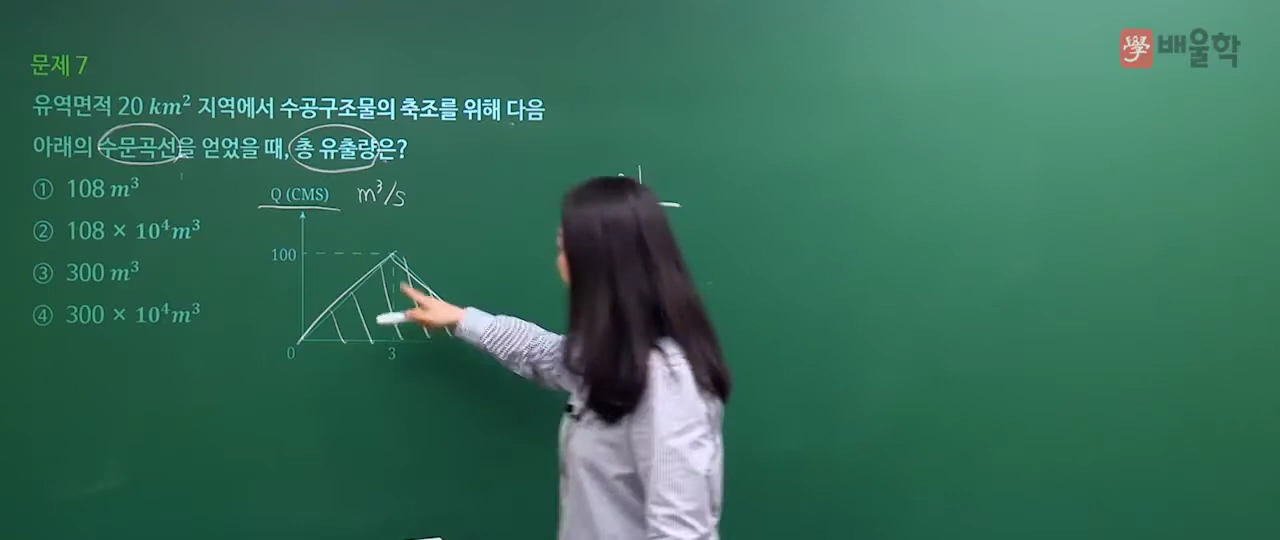 學 배울학
문제 7
유역면적 20 km² 지역에서 수공구조물의 축조를 위해 다음
아래의 수문곡선을 얻었을 때, 총 유출량은?
① 108 m³
② 108 × 10⁴m³
③ 300 m³
④ 300 × 10⁴m³
Q (CMS) m³/s
100
0 3